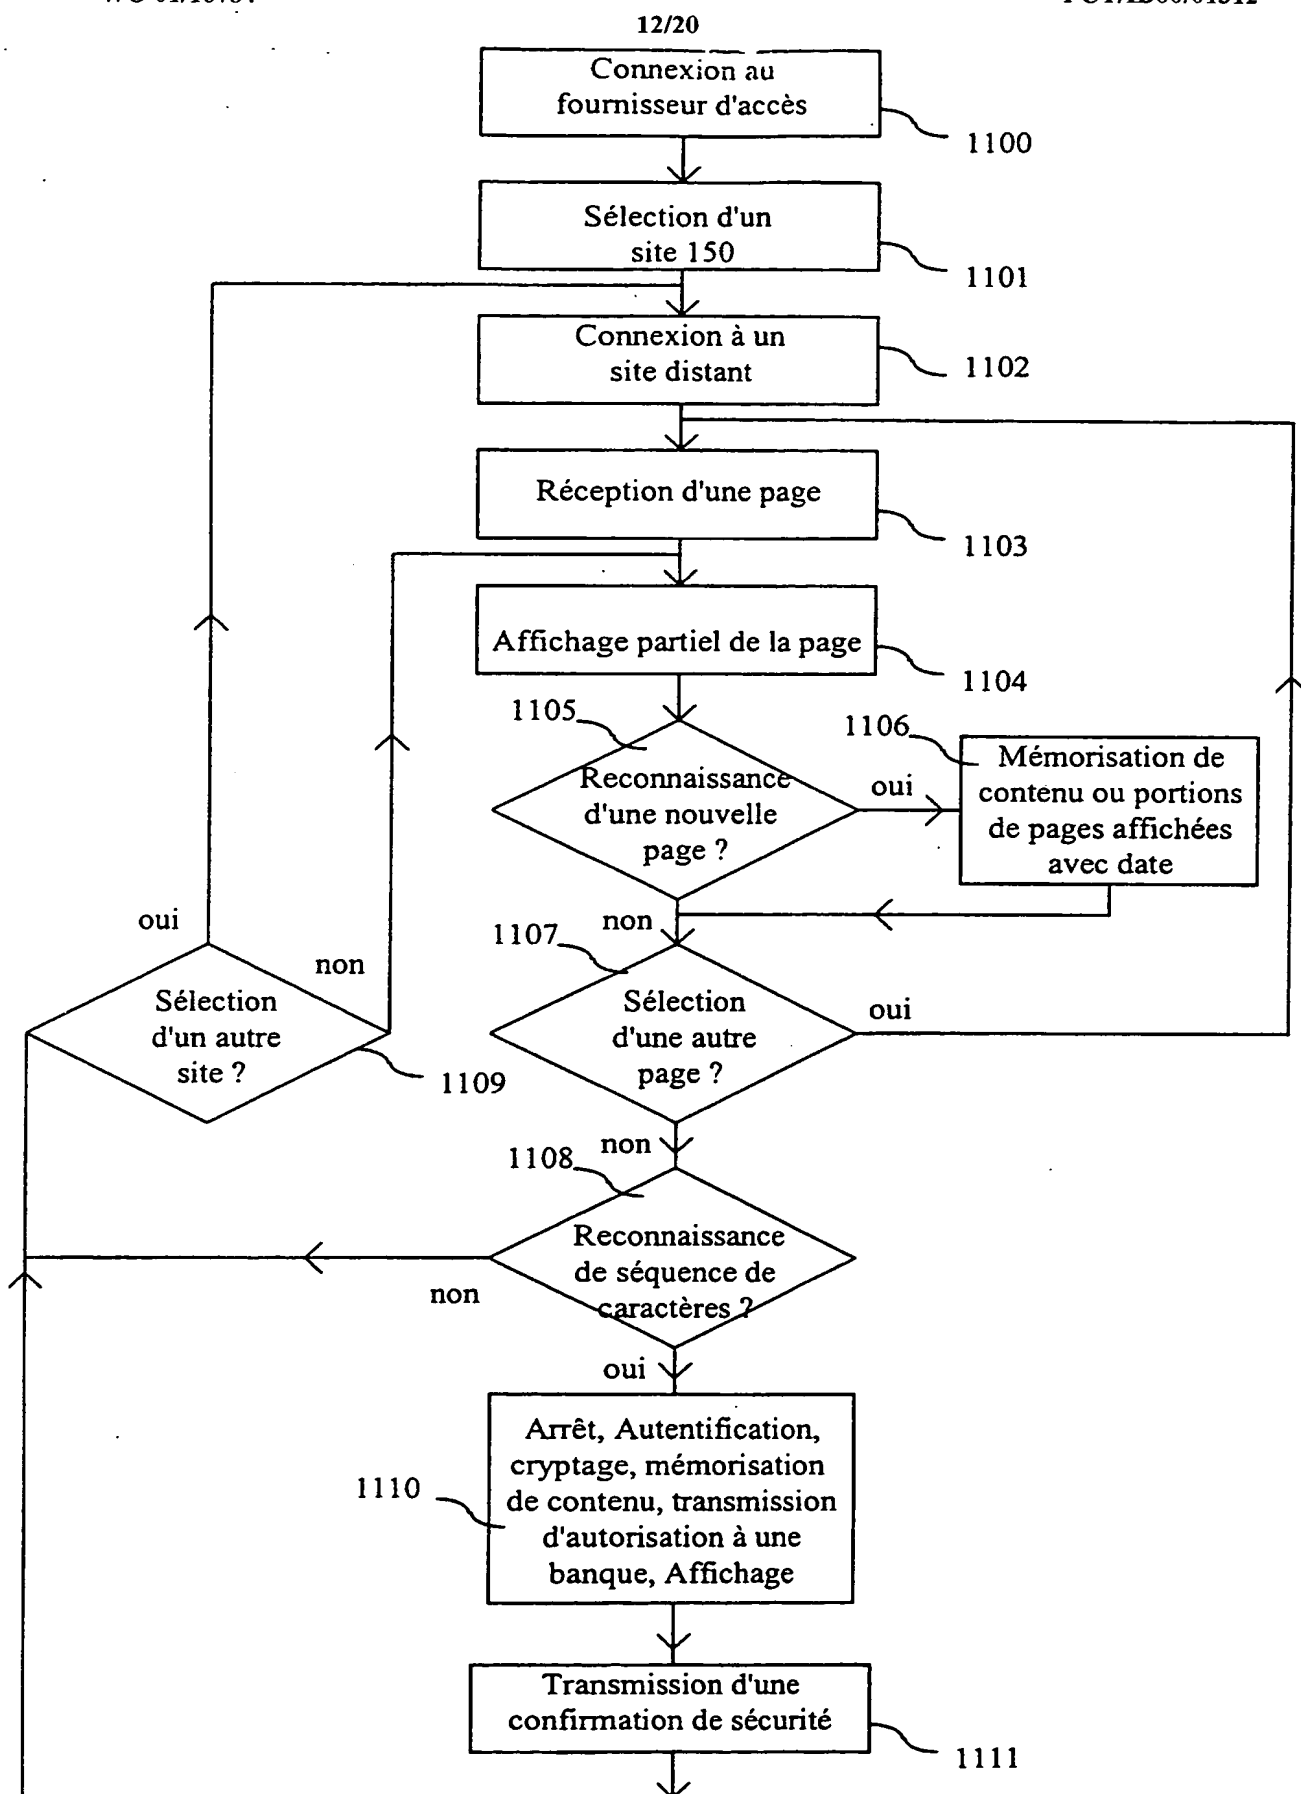 12/20
Connexion au
fournisseur d'accès
1100
Sélection d'un
site 150
1101
Connexion à un
site distant
1102
Réception d'une page
1103
Affichage partiel de la page
1104
1105
Reconnaissance
d'une nouvelle
page ?
oui
1106
Mémorisation de
contenu ou portions
de pages affichées
avec date
non
1107
Sélection
d'une autre
page ?
oui
oui
non
Sélection
d'un autre
site ?
1109
non
1108
Reconnaissance
de séquence de
caractères ?
non
oui
1110
Arrêt, Autentification,
cryptage, mémorisation
de contenu, transmission
d'autorisation à une
banque, Affichage
Transmission d'une
confirmation de sécurité
1111